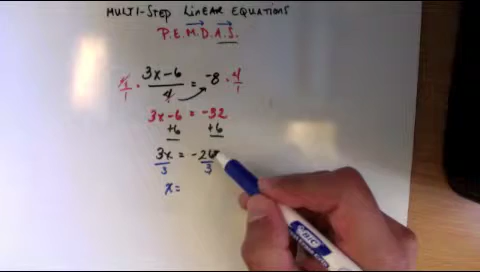 MULTI-STEP LINEAR EQUATIONS
P.E.M.D.A.S.
4/1 · (3x-6)/4 = -8 · 4/1
3x-6 = -32
+6 +6
3x = -26
3 3
x=
BIC